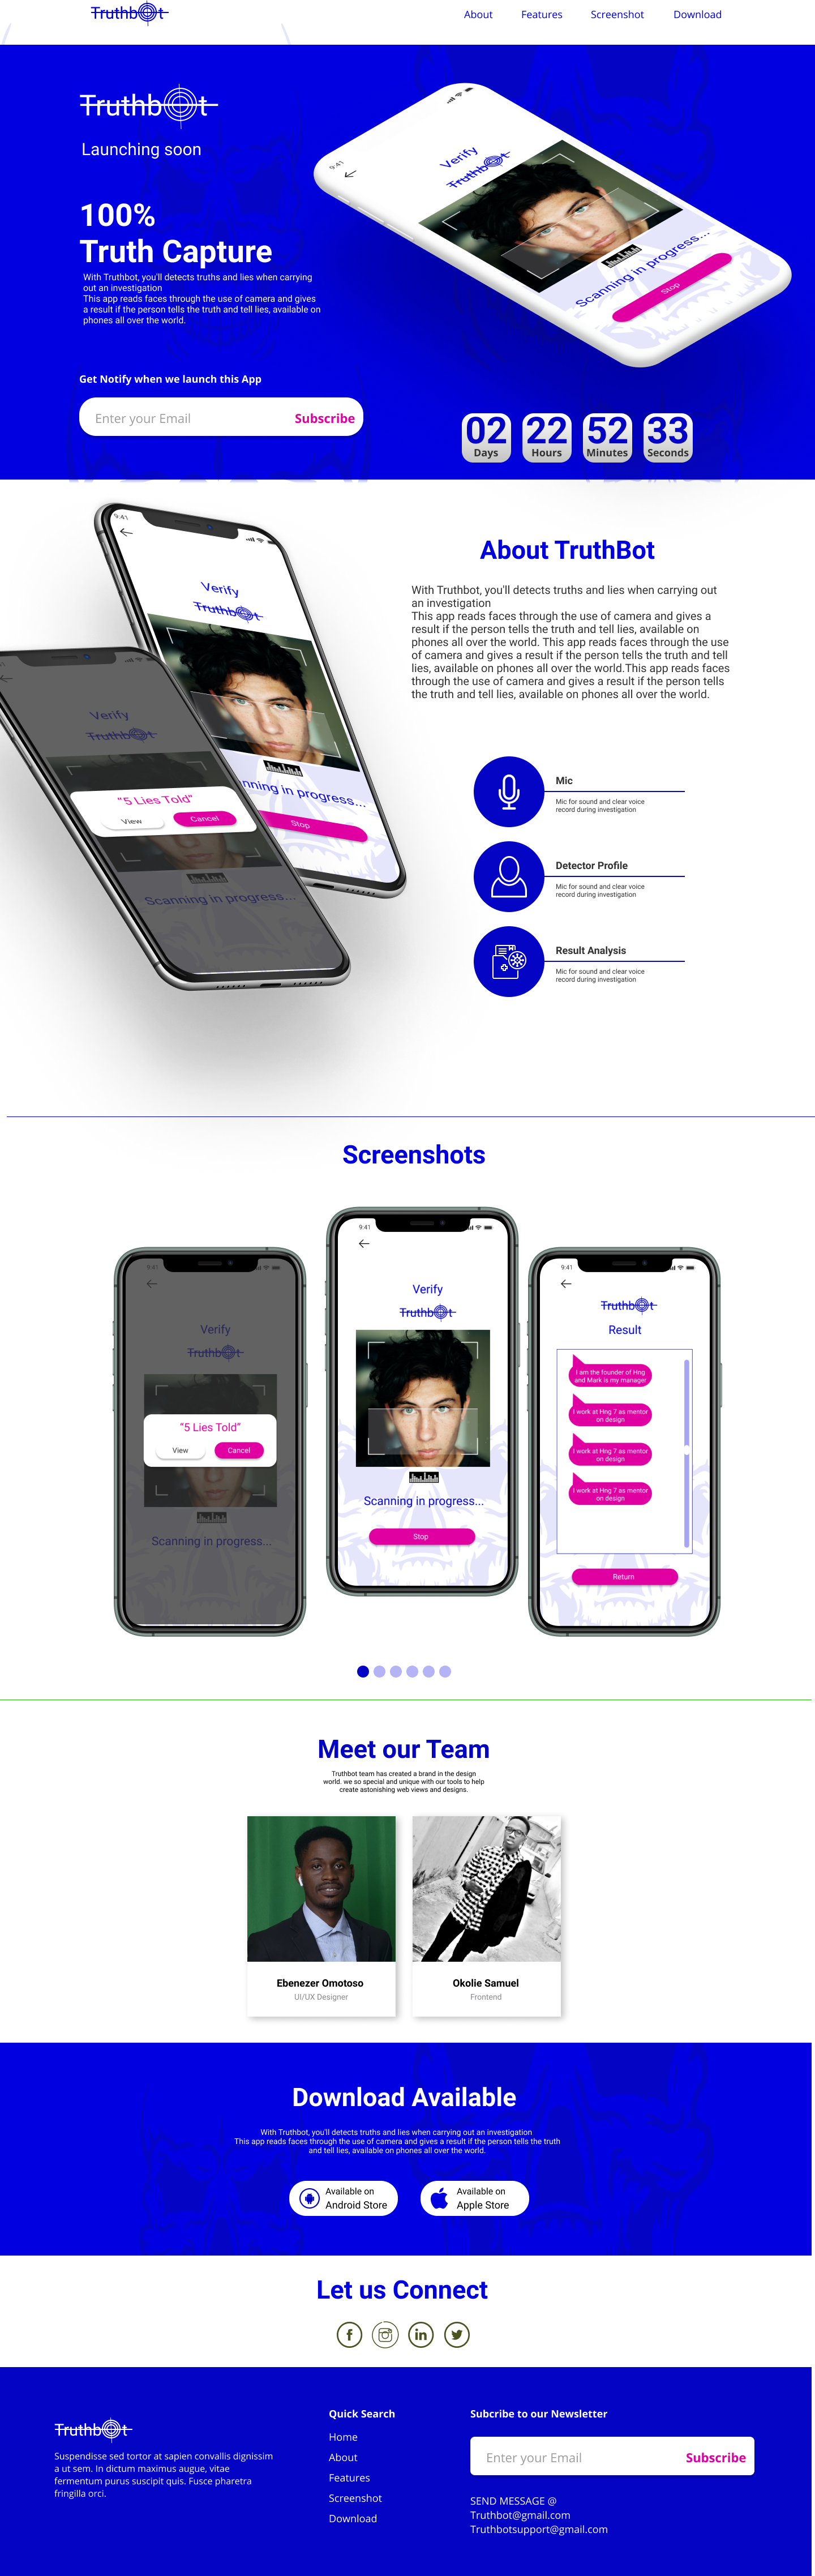 Truthbot
About Features Screenshot Download
Truthbot
Launching soon
100%
Truth Capture
With Truthbot, you'll detects truths and lies when carrying
out an investigation
This app reads faces through the use of camera and gives
a result if the person tells the truth and tell lies, available on
phones all over the world.
9:41
Verify
Truthbot
Scanning in progress...
Stop
Get Notify when we launch this App
Enter your Email Subscribe
02 22 52 33
Days Hours Minutes Seconds
9:41
Verify
Truthbot
nning in progress...
Stop
Verify
Truthbot
"5 Lies Told"
View Cancel
Scanning in progress...
About TruthBot
With Truthbot, you'll detects truths and lies when carrying out
an investigation
This app reads faces through the use of camera and gives a
result if the person tells the truth and tell lies, available on
phones all over the world. This app reads faces through the use
of camera and gives a result if the person tells the truth and tell
lies, available on phones all over the world.This app reads faces
through the use of camera and gives a result if the person tells
the truth and tell lies, available on phones all over the world.
Mic
Mic for sound and clear voice
record during investigation
Detector Profile
Mic for sound and clear voice
record during investigation
Result Analysis
Mic for sound and clear voice
record during investigation
Screenshots
9:41
Verify
Truthbot
"5 Lies Told"
View Cancel
Scanning in progress...
9:41
Verify
Truthbot
Scanning in progress...
Stop
9:41
Truthbot
Result
I am the founder of Hng
and Mark is my manager
I work at Hng 7 as mentor
on design
I work at Hng 7 as mentor
on design
I work at Hng 7 as mentor
on design
Return
Meet our Team
Truthbot team has created a brand in the design
world. we so special and unique with our tools to help
create astonishing web views and designs.
Ebenezer Omotoso
UI/UX Designer
Okolie Samuel
Frontend
Download Available
With Truthbot, you'll detects truths and lies when carrying out an investigation
This app reads faces through the use of camera and gives a result if the person tells the truth
and tell lies, available on phones all over the world.
Available on
Android Store
Available on
Apple Store
Let us Connect
Truthbot
Suspendisse sed tortor at sapien convallis dignissim
a ut sem. In dictum maximus augue, vitae
fermentum purus suscipit quis. Fusce pharetra
fringilla orci.
Quick Search
Home
About
Features
Screenshot
Download
Subcribe to our Newsletter
Enter your Email Subscribe
SEND MESSAGE @
Truthbot@gmail.com
Truthbotsupport@gmail.com